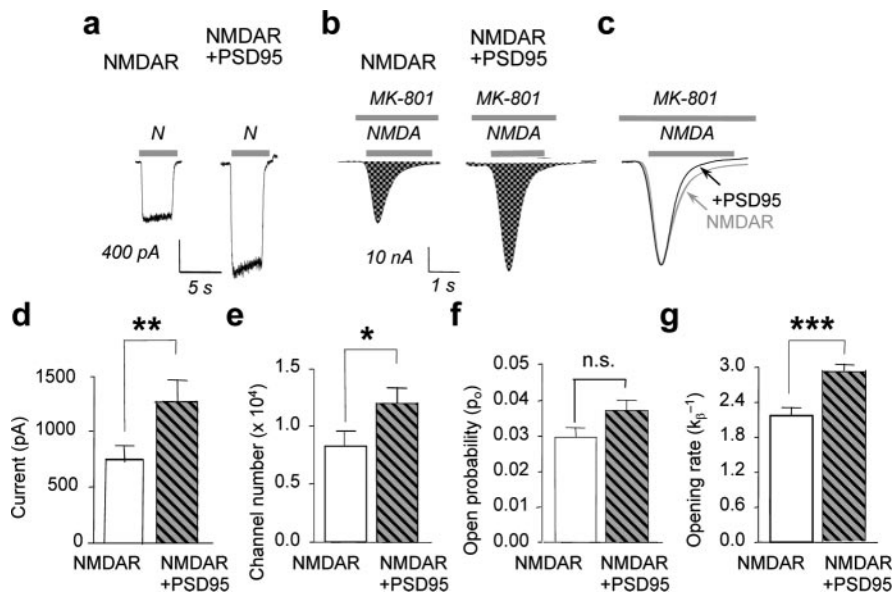 a
NMDAR
NMDAR
+PSD95
N
N
400 pA
5 s
b
NMDAR
NMDAR
+PSD95
MK-801
MK-801
NMDA
NMDA
10 nA
1 s
c
MK-801
NMDA
+PSD95
NMDAR
d
**
Current (pA)
1500
1000
500
0
NMDAR
NMDAR
+PSD95
e
*
Channel number (x 10⁴)
1.5
1.0
0.5
0.0
NMDAR
NMDAR
+PSD95
f
n.s.
Open probability (pₒ)
0.05
0.04
0.03
0.02
0.01
0.00
NMDAR
NMDAR
+PSD95
g
***
Opening rate (kᵦ⁻¹)
3.0
2.4
1.8
1.2
0.6
0.0
NMDAR
NMDAR
+PSD95